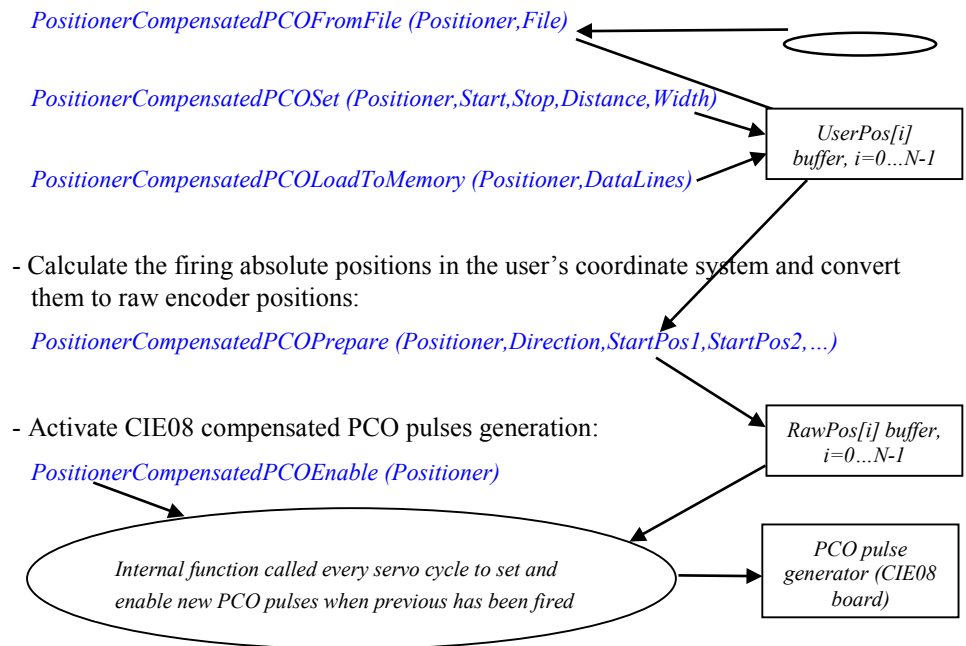 PositionerCompensatedPCOFromFile (Positioner,File)
PositionerCompensatedPCOSet (Positioner,Start,Stop,Distance,Width)
UserPos[i]
buffer, i=0…N-1
PositionerCompensatedPCOLoadToMemory (Positioner,DataLines)
- Calculate the firing absolute positions in the user’s coordinate system and convert
them to raw encoder positions:
PositionerCompensatedPCOPrepare (Positioner,Direction,StartPos1,StartPos2,…)
- Activate CIE08 compensated PCO pulses generation:
RawPos[i] buffer,
i=0…N-1
PositionerCompensatedPCOEnable (Positioner)
Internal function called every servo cycle to set and
enable new PCO pulses when previous has been fired
PCO pulse
generator (CIE08
board)